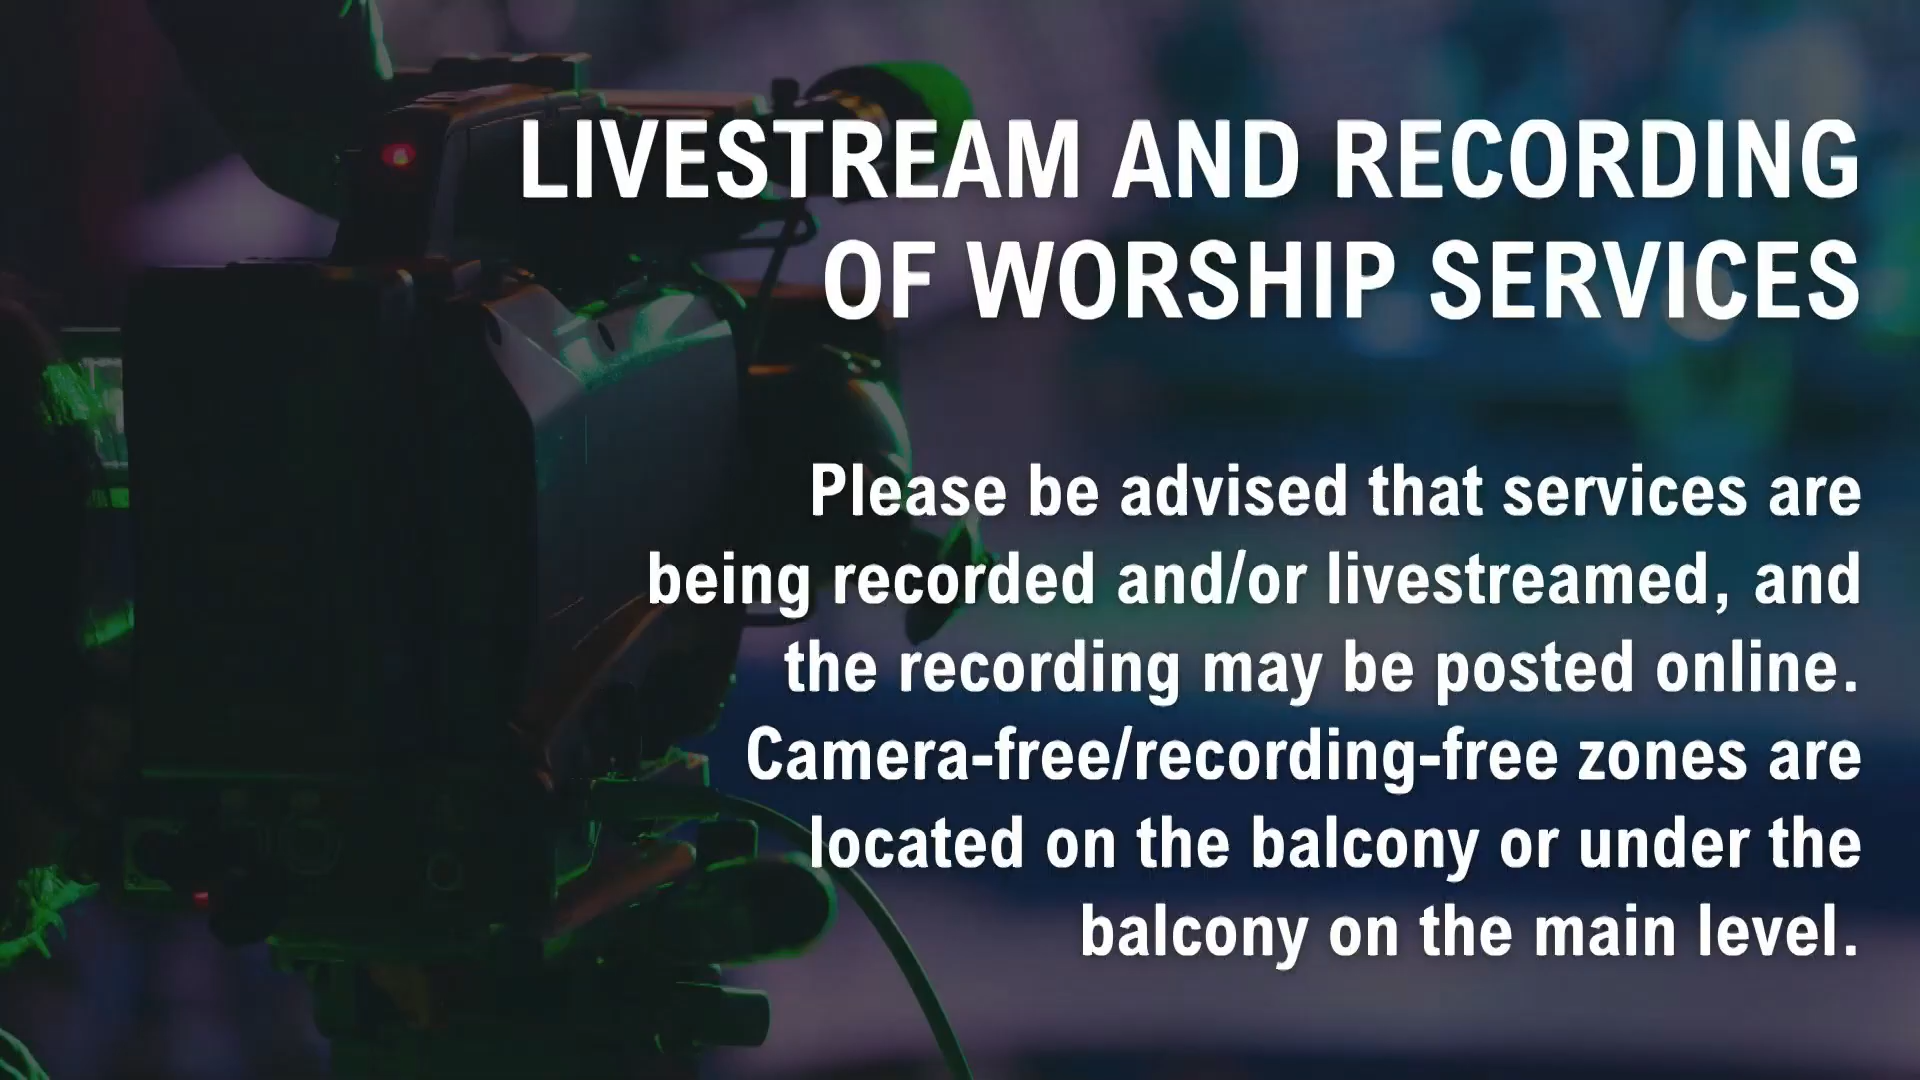 LIVESTREAM AND RECORDING
OF WORSHIP SERVICES
Please be advised that services are
being recorded and/or livestreamed, and
the recording may be posted online.
Camera-free/recording-free zones are
located on the balcony or under the
balcony on the main level.